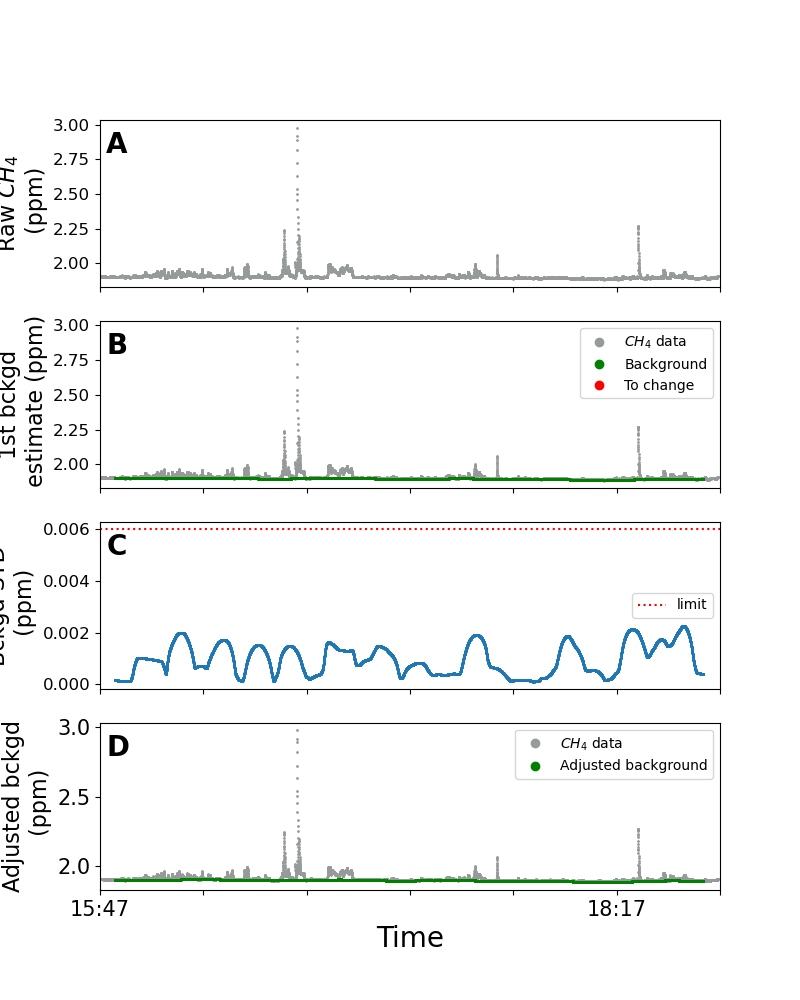 A
3.00
2.75
2.50
2.25
2.00
Raw CH4
(ppm)
B
3.00
2.75
2.50
2.25
2.00
1st bckgd
estimate (ppm)
CH4 data
Background
To change
C
0.006
0.004
0.002
0.000
(ppm)
limit
D
3.0
2.5
2.0
Adjusted bckgd
(ppm)
CH4 data
Adjusted background
15:47
18:17
Time